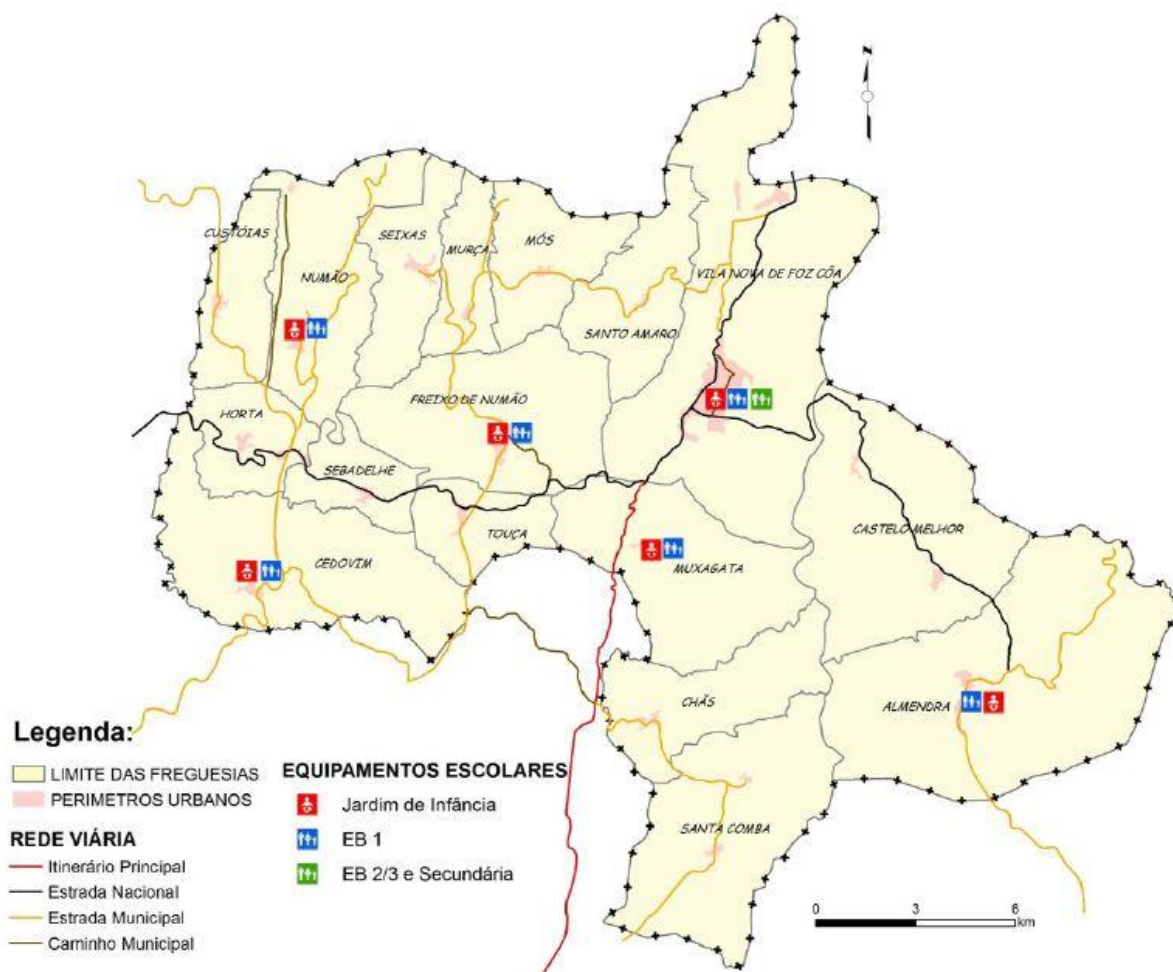 N
CUSTÓIAS
NUMÃO
SEIXAS
MURÇA
MÓS
VILA NOVA DE FOZ CÔA
SANTO AMARO
FREIXO DE NUMÃO
HORTA
SEBADELHE
TOUÇA
CASTELO MELHOR
CEDOVIM
MUXAGATA
CHÃS
ALMENDRA
SANTA COMBA
Legenda:
LIMITE DAS FREGUESIAS
PERIMETROS URBANOS
REDE VIÁRIA
Itinerário Principal
Estrada Nacional
Estrada Municipal
Caminho Municipal
EQUIPAMENTOS ESCOLARES
Jardim de Infância
EB 1
EB 2/3 e Secundária
0 3 6
km